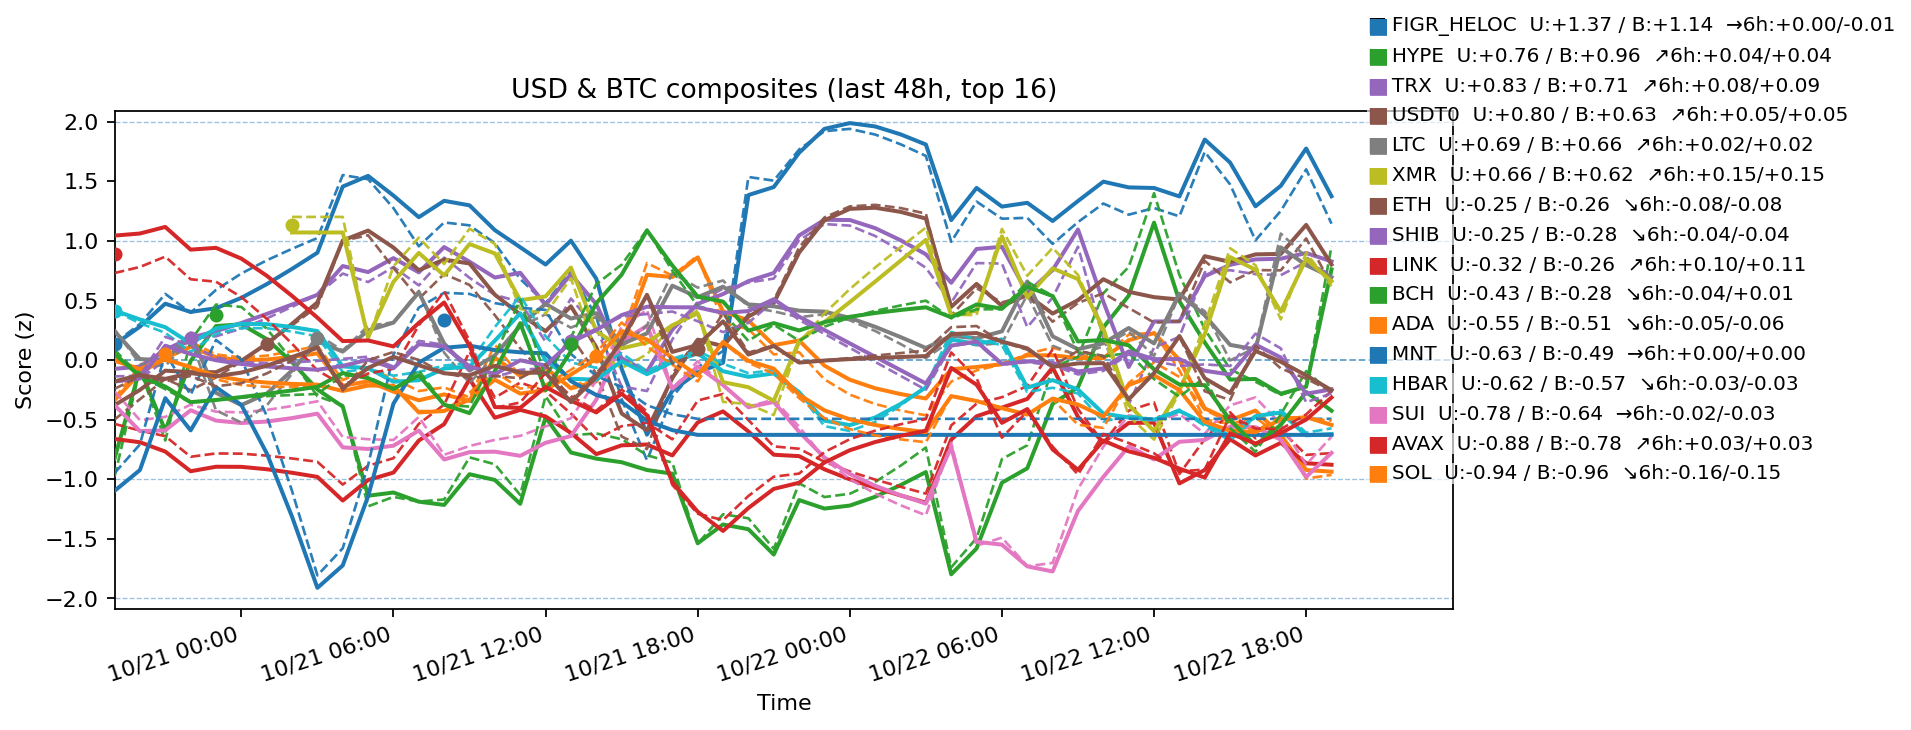 FIGR_HELOC U:+1.37 / B:+1.14 →6h:+0.00/-0.01
HYPE U:+0.76 / B:+0.96 ↗6h:+0.04/+0.04
TRX U:+0.83 / B:+0.71 ↗6h:+0.08/+0.09
USDT0 U:+0.80 / B:+0.63 ↗6h:+0.05/+0.05
LTC U:+0.69 / B:+0.66 ↗6h:+0.02/+0.02
XMR U:+0.66 / B:+0.62 ↗6h:+0.15/+0.15
ETH U:-0.25 / B:-0.26 ↘6h:-0.08/-0.08
SHIB U:-0.25 / B:-0.28 ↘6h:-0.04/-0.04
LINK U:-0.32 / B:-0.26 ↗6h:+0.10/+0.11
BCH U:-0.43 / B:-0.28 ↘6h:-0.04/+0.01
ADA U:-0.55 / B:-0.51 ↘6h:-0.05/-0.06
MNT U:-0.63 / B:-0.49 →6h:+0.00/+0.00
HBAR U:-0.62 / B:-0.57 ↘6h:-0.03/-0.03
SUI U:-0.78 / B:-0.64 →6h:-0.02/-0.03
AVAX U:-0.88 / B:-0.78 ↗6h:+0.03/+0.03
SOL U:-0.94 / B:-0.96 ↘6h:-0.16/-0.15
USD & BTC composites (last 48h, top 16)
Score (z)
2.0
1.5
1.0
0.5
0.0
−0.5
−1.0
−1.5
−2.0
10/21 00:00
10/21 06:00
10/21 12:00
10/21 18:00
10/22 00:00
10/22 06:00
10/22 12:00
10/22 18:00
Time